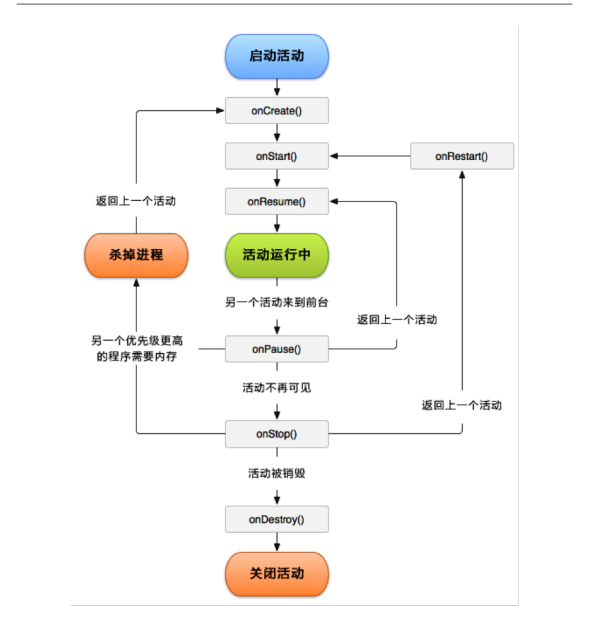 启动活动
onCreate()
onStart()
onRestart()
返回上一个活动
onResume()
杀掉进程
活动运行中
另一个活动来到前台
返回上一个活动
另一个优先级更高
的程序需要内存
onPause()
活动不再可见
返回上一个活动
onStop()
活动被销毁
onDestroy()
关闭活动